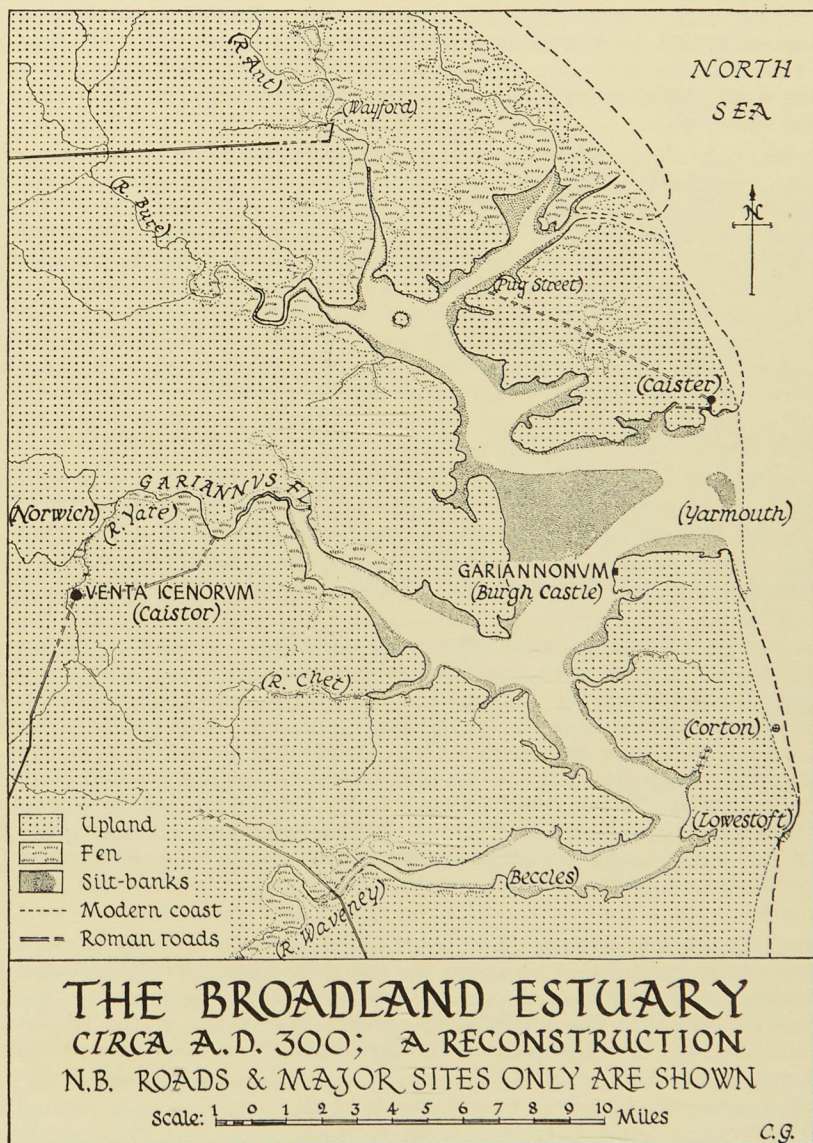 NORTH
SEA
(R. Ant)
(Wayford)
N
(R. Bure)
(Pug Street)
(Caister)
GARIANNVS FL.
(Norwich)
(R. Yare)
(Yarmouth)
GARIANNONVM
(Burgh Castle)
VENTA ICENORVM
(Caistor)
(R. Chet)
(Corton)
(Lowestoft)
(Beccles)
(R. Waveney)
Upland
Fen
Silt-banks
Modern coast
Roman roads
THE BROADLAND ESTUARY
CIRCA A.D. 300; A RECONSTRUCTION
N.B. ROADS & MAJOR SITES ONLY ARE SHOWN
Scale: 1 0 1 2 3 4 5 6 7 8 9 10 Miles
C.G.